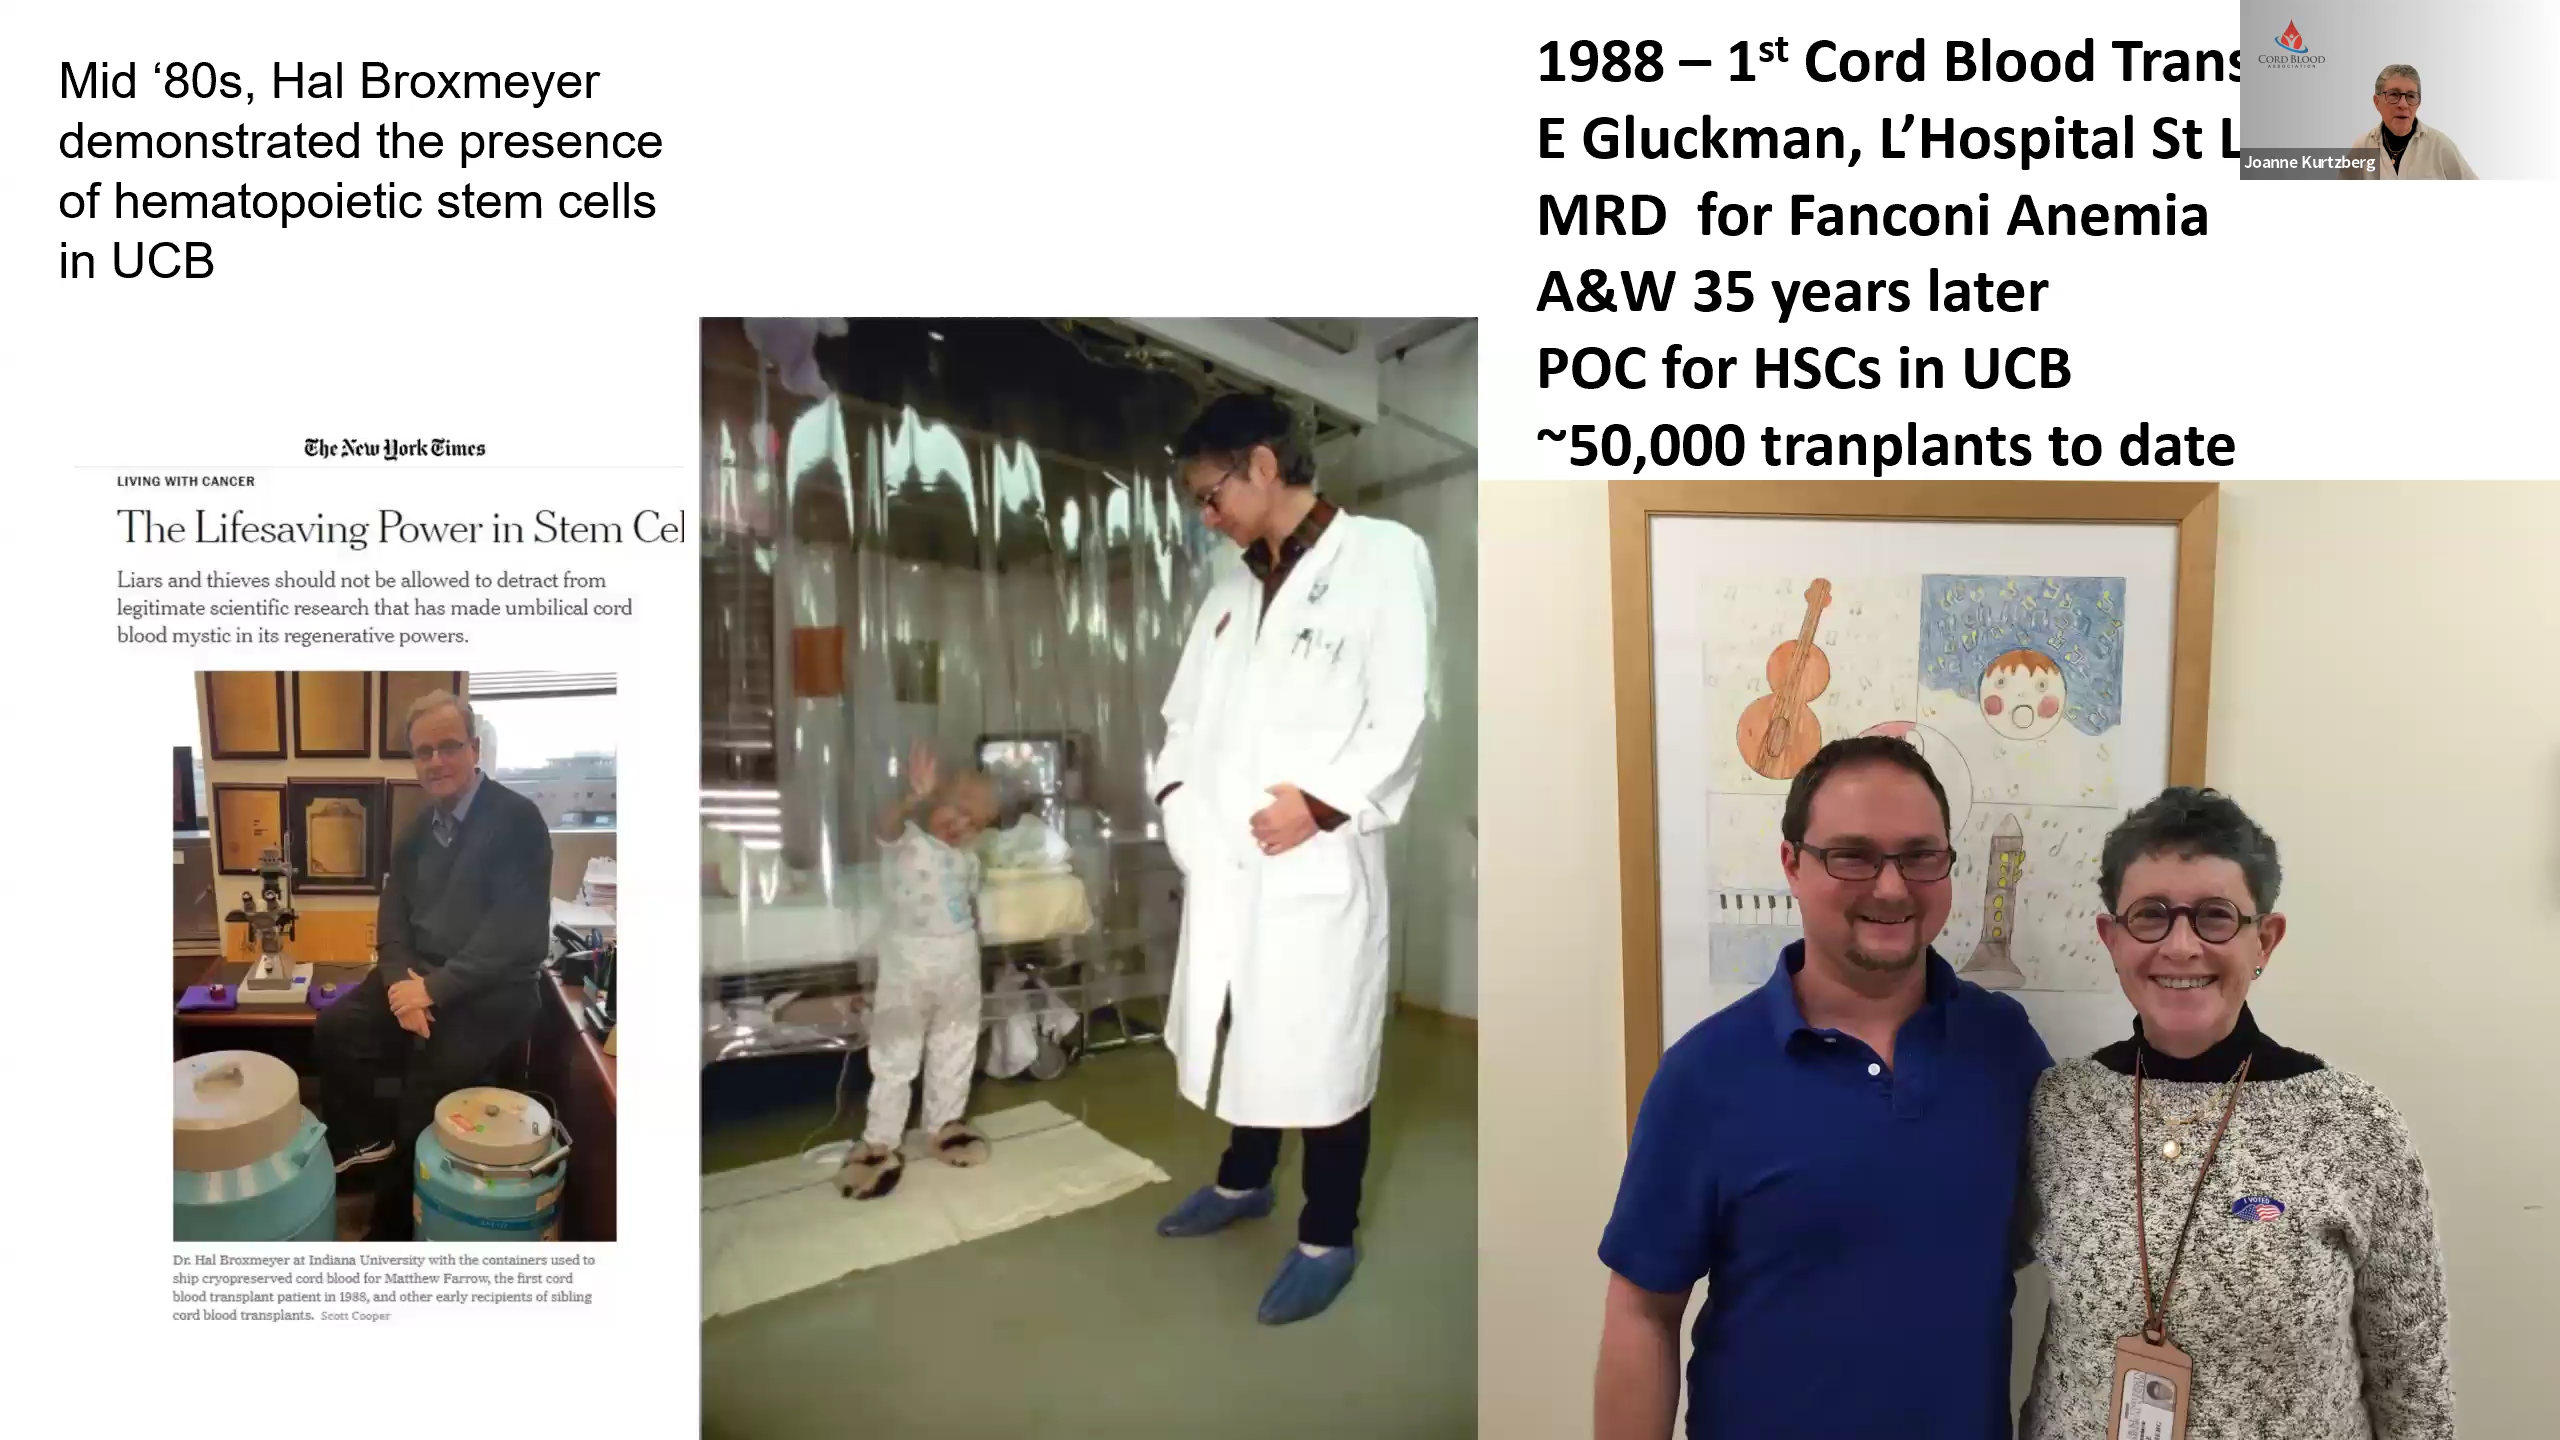 Mid ‘80s, Hal Broxmeyer
demonstrated the presence
of hematopoietic stem cells
in UCB
The New York Times
LIVING WITH CANCER
The Lifesaving Power in Stem Cel
Liars and thieves should not be allowed to detract from
legitimate scientific research that has made umbilical cord
blood mystic in its regenerative powers.
Dr. Hal Broxmeyer at Indiana University with the containers used to
ship cryopreserved cord blood for Matthew Farrow, the first cord
blood transplant patient in 1988, and other early recipients of sibling
cord blood transplants. Scott Cooper
1988 – 1st Cord Blood Trans
E Gluckman, L’Hospital St L
MRD  for Fanconi Anemia
A&W 35 years later
POC for HSCs in UCB
~50,000 tranplants to date
CORD BLOOD
ASSOCIATION
Joanne Kurtzberg
I VOTED